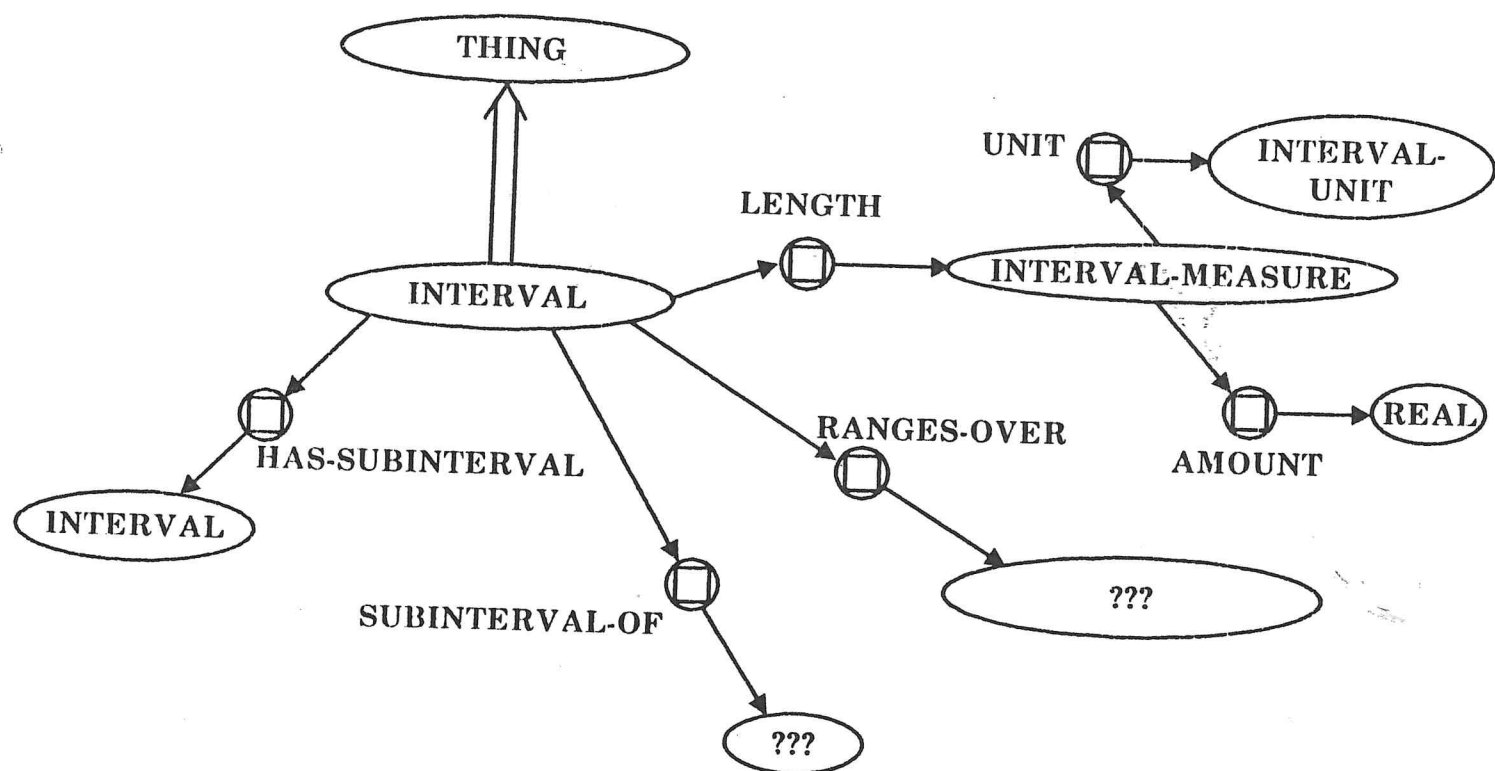 THING
UNIT
INTERVAL-
UNIT
LENGTH
INTERVAL-MEASURE
INTERVAL
RANGES-OVER
REAL
AMOUNT
HAS-SUBINTERVAL
INTERVAL
???
SUBINTERVAL-OF
???